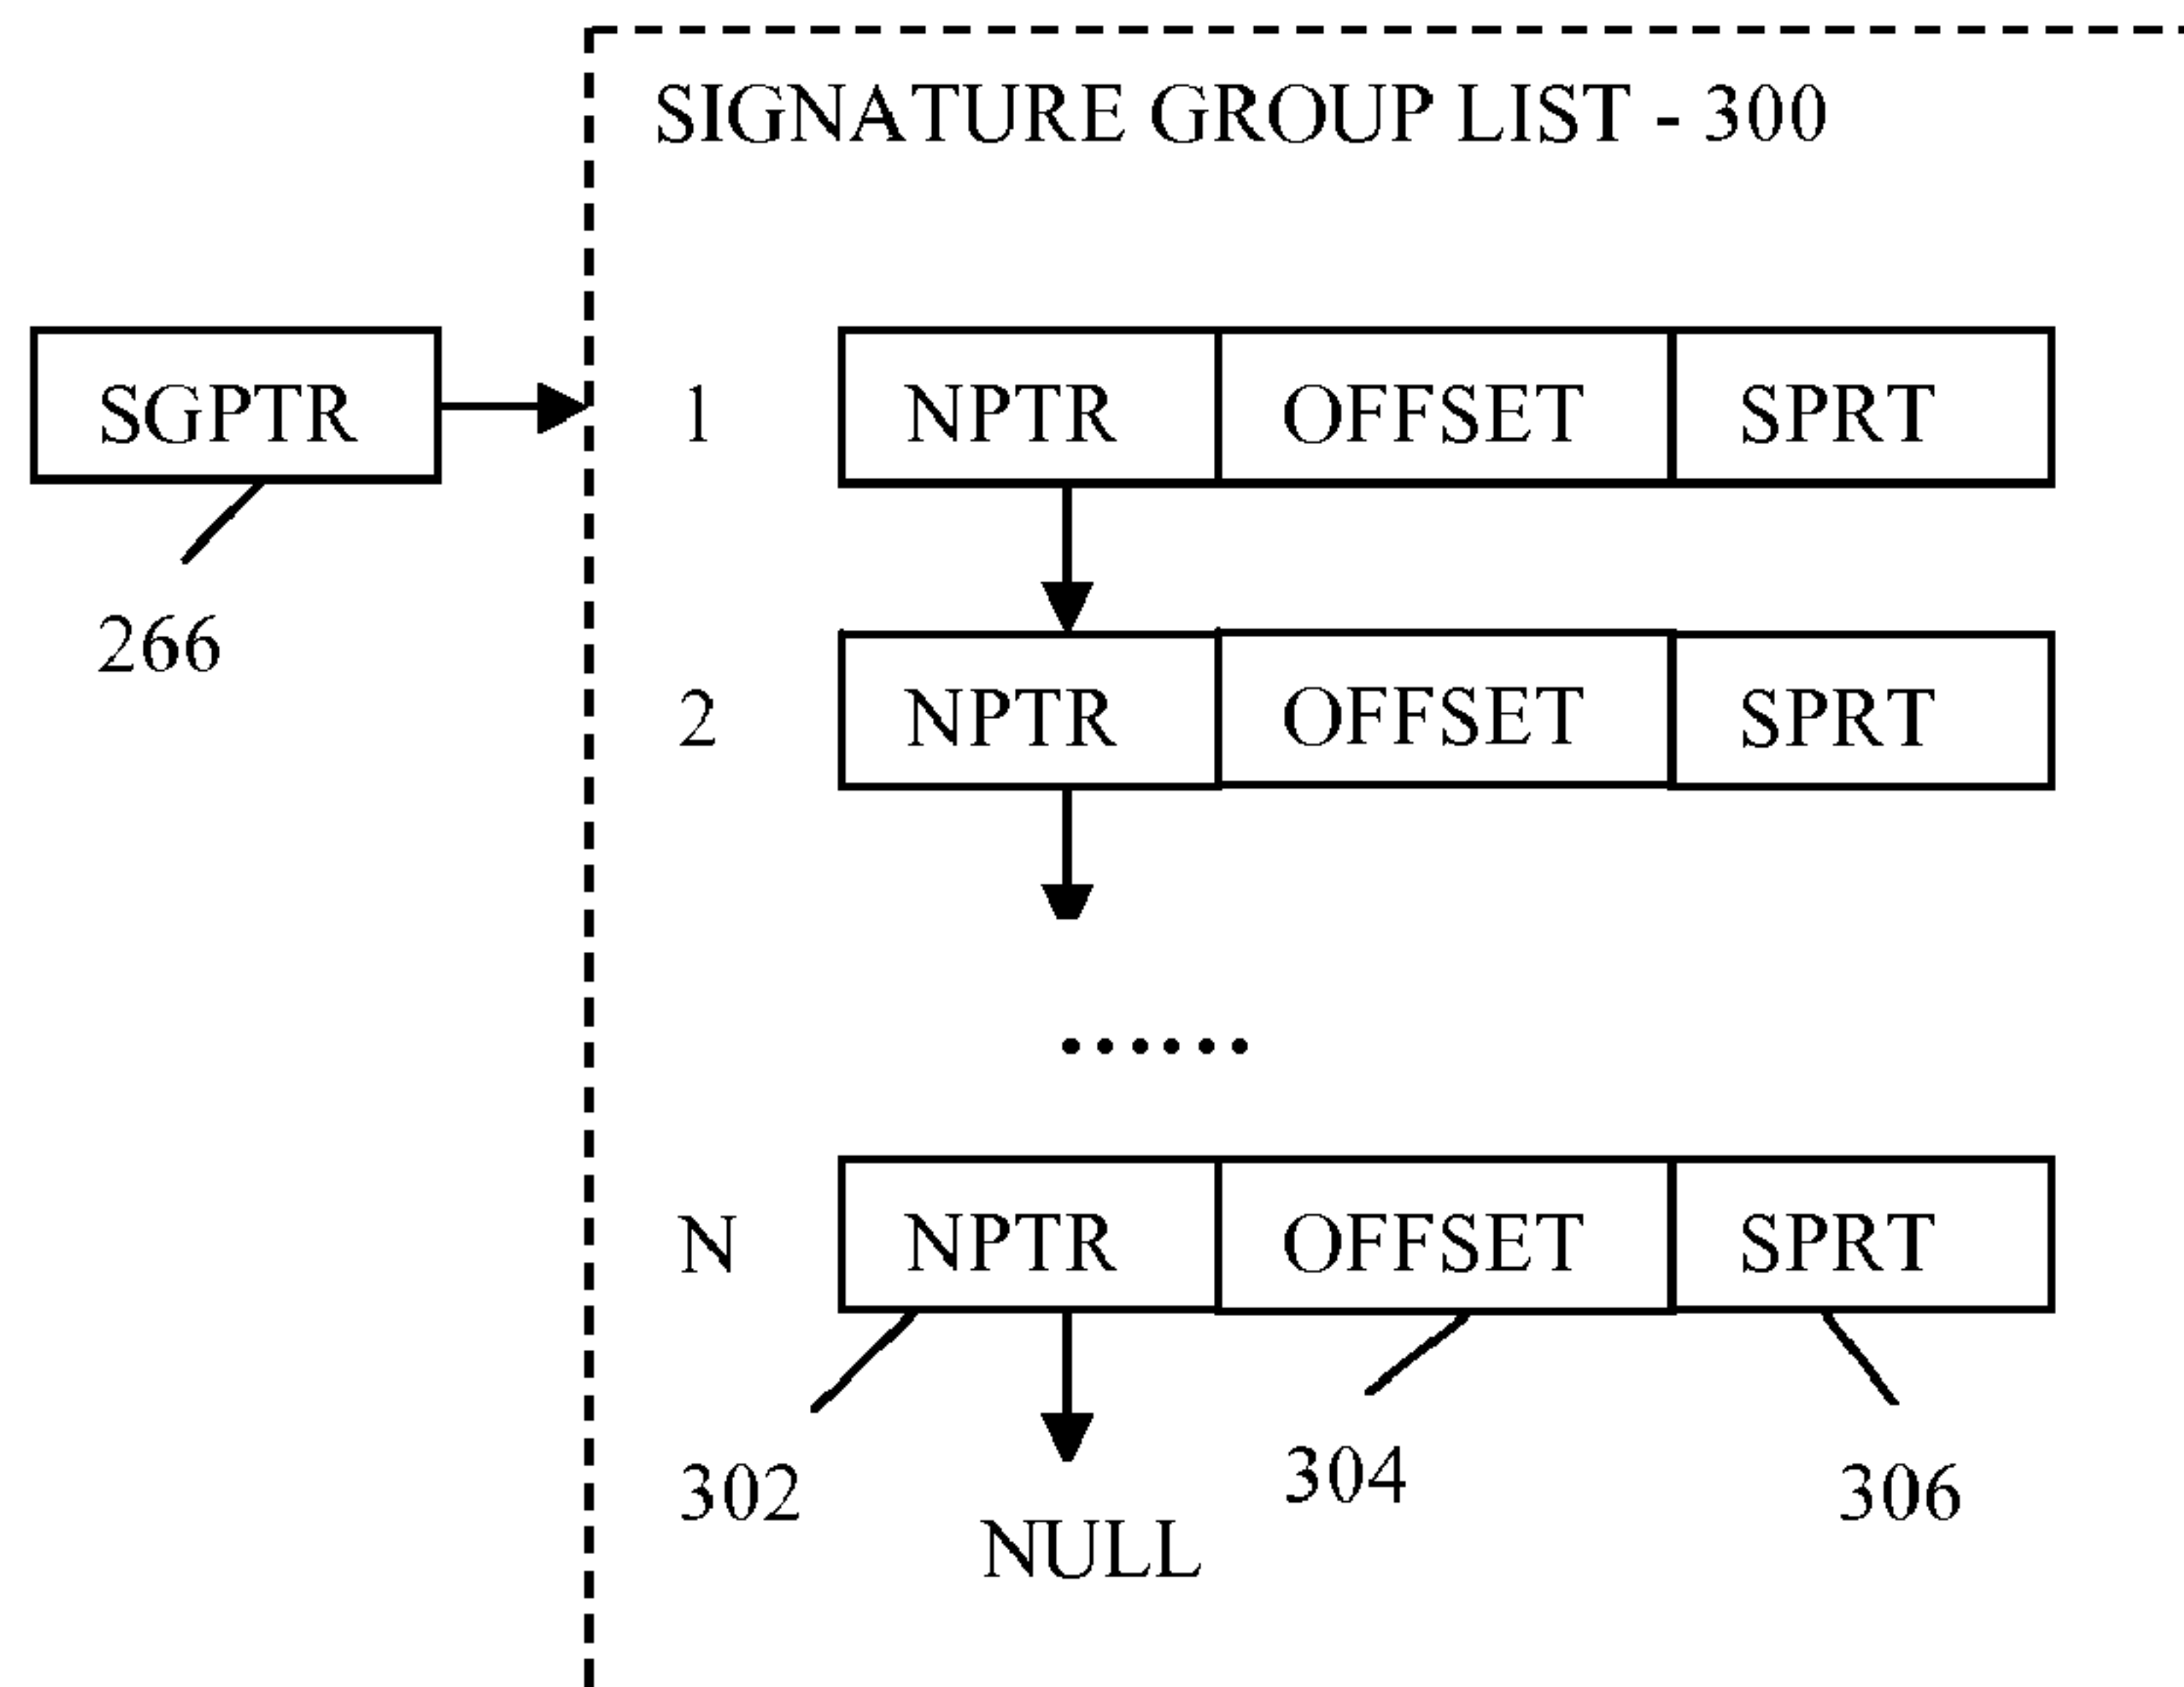 SIGNATURE GROUP LIST - 300
SGPTR
1 NPTR OFFSET SPRT
266
2 NPTR OFFSET SPRT
......
N NPTR OFFSET SPRT
302 304 306
NULL